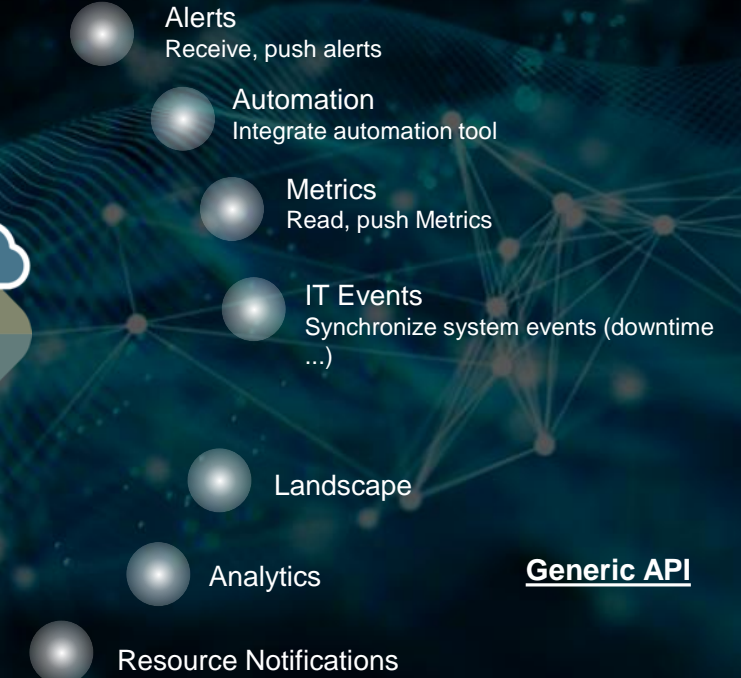 Alerts
Receive, push alerts
Automation
Integrate automation tool
Metrics
Read, push Metrics
IT Events
Synchronize system events (downtime
...)
Landscape
Analytics
Generic API
Resource Notifications